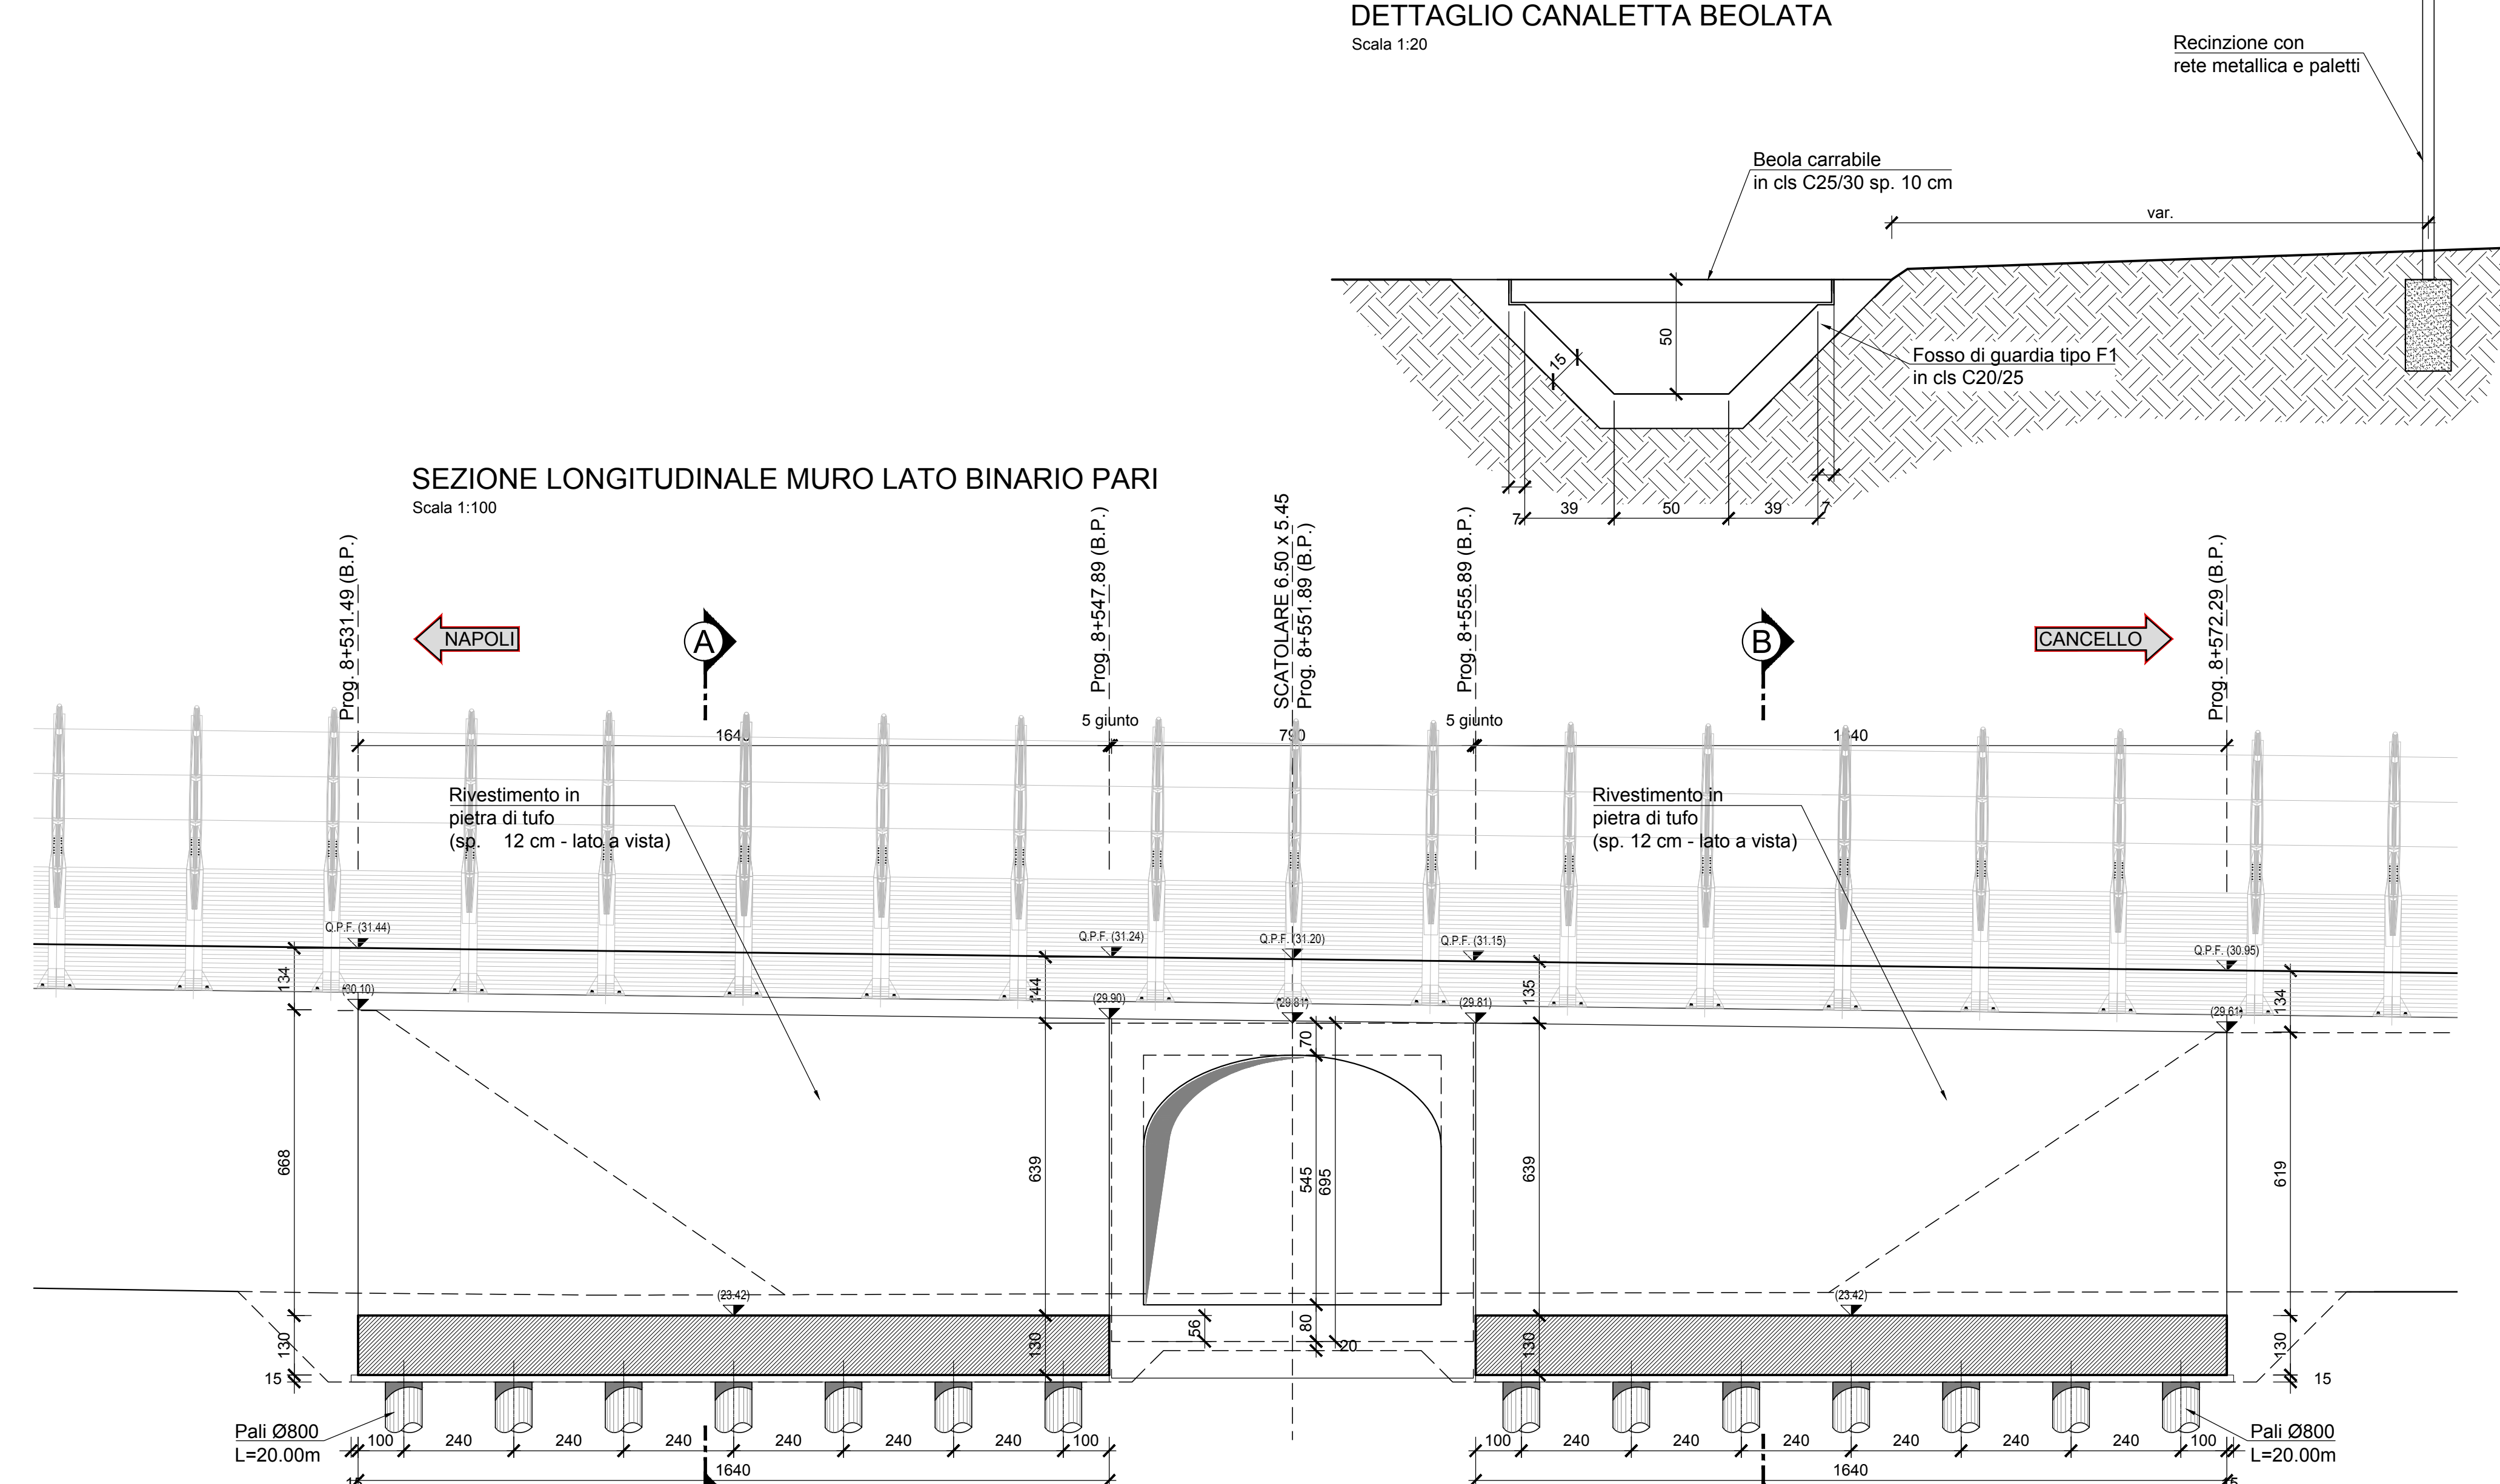 DETTAGLIO CANALETTA BEOLATA
Scala 1:20
Recinzione con
rete metallica e paletti
Beola carrabile
in cls C25/30 sp. 10 cm
var.
50
15
Fosso di guardia tipo F1
in cls C20/25
7
39
50
39
7
SEZIONE LONGITUDINALE MURO LATO BINARIO PARI
Scala 1:100
Prog. 8+531.49 (B.P.)
Prog. 8+547.89 (B.P.)
SCATOLARE 6.50 x 5.45
Prog. 8+551.89 (B.P.)
Prog. 8+555.89 (B.P.)
Prog. 8+572.29 (B.P.)
NAPOLI
A
B
CANCELLO
5 giunto
5 giunto
1640
790
1640
Rivestimento in
pietra di tufo
(sp. 12 cm - lato a vista)
Rivestimento in
pietra di tufo
(sp. 12 cm - lato a vista)
Q.P.F. (31.44)
Q.P.F. (31.24)
Q.P.F. (31.20)
Q.P.F. (31.15)
Q.P.F. (30.95)
134
144
135
134
(30.10)
(29.90)
(29.81)
(29.81)
(29.61)
70
668
639
545
695
639
619
(23.42)
(23.42)
130
130
56
80
20
130
130
15
15
Pali Ø800
L=20.00m
100
240
240
240
240
240
240
100
100
240
240
240
240
240
240
100
Pali Ø800
L=20.00m
15
1640
1640